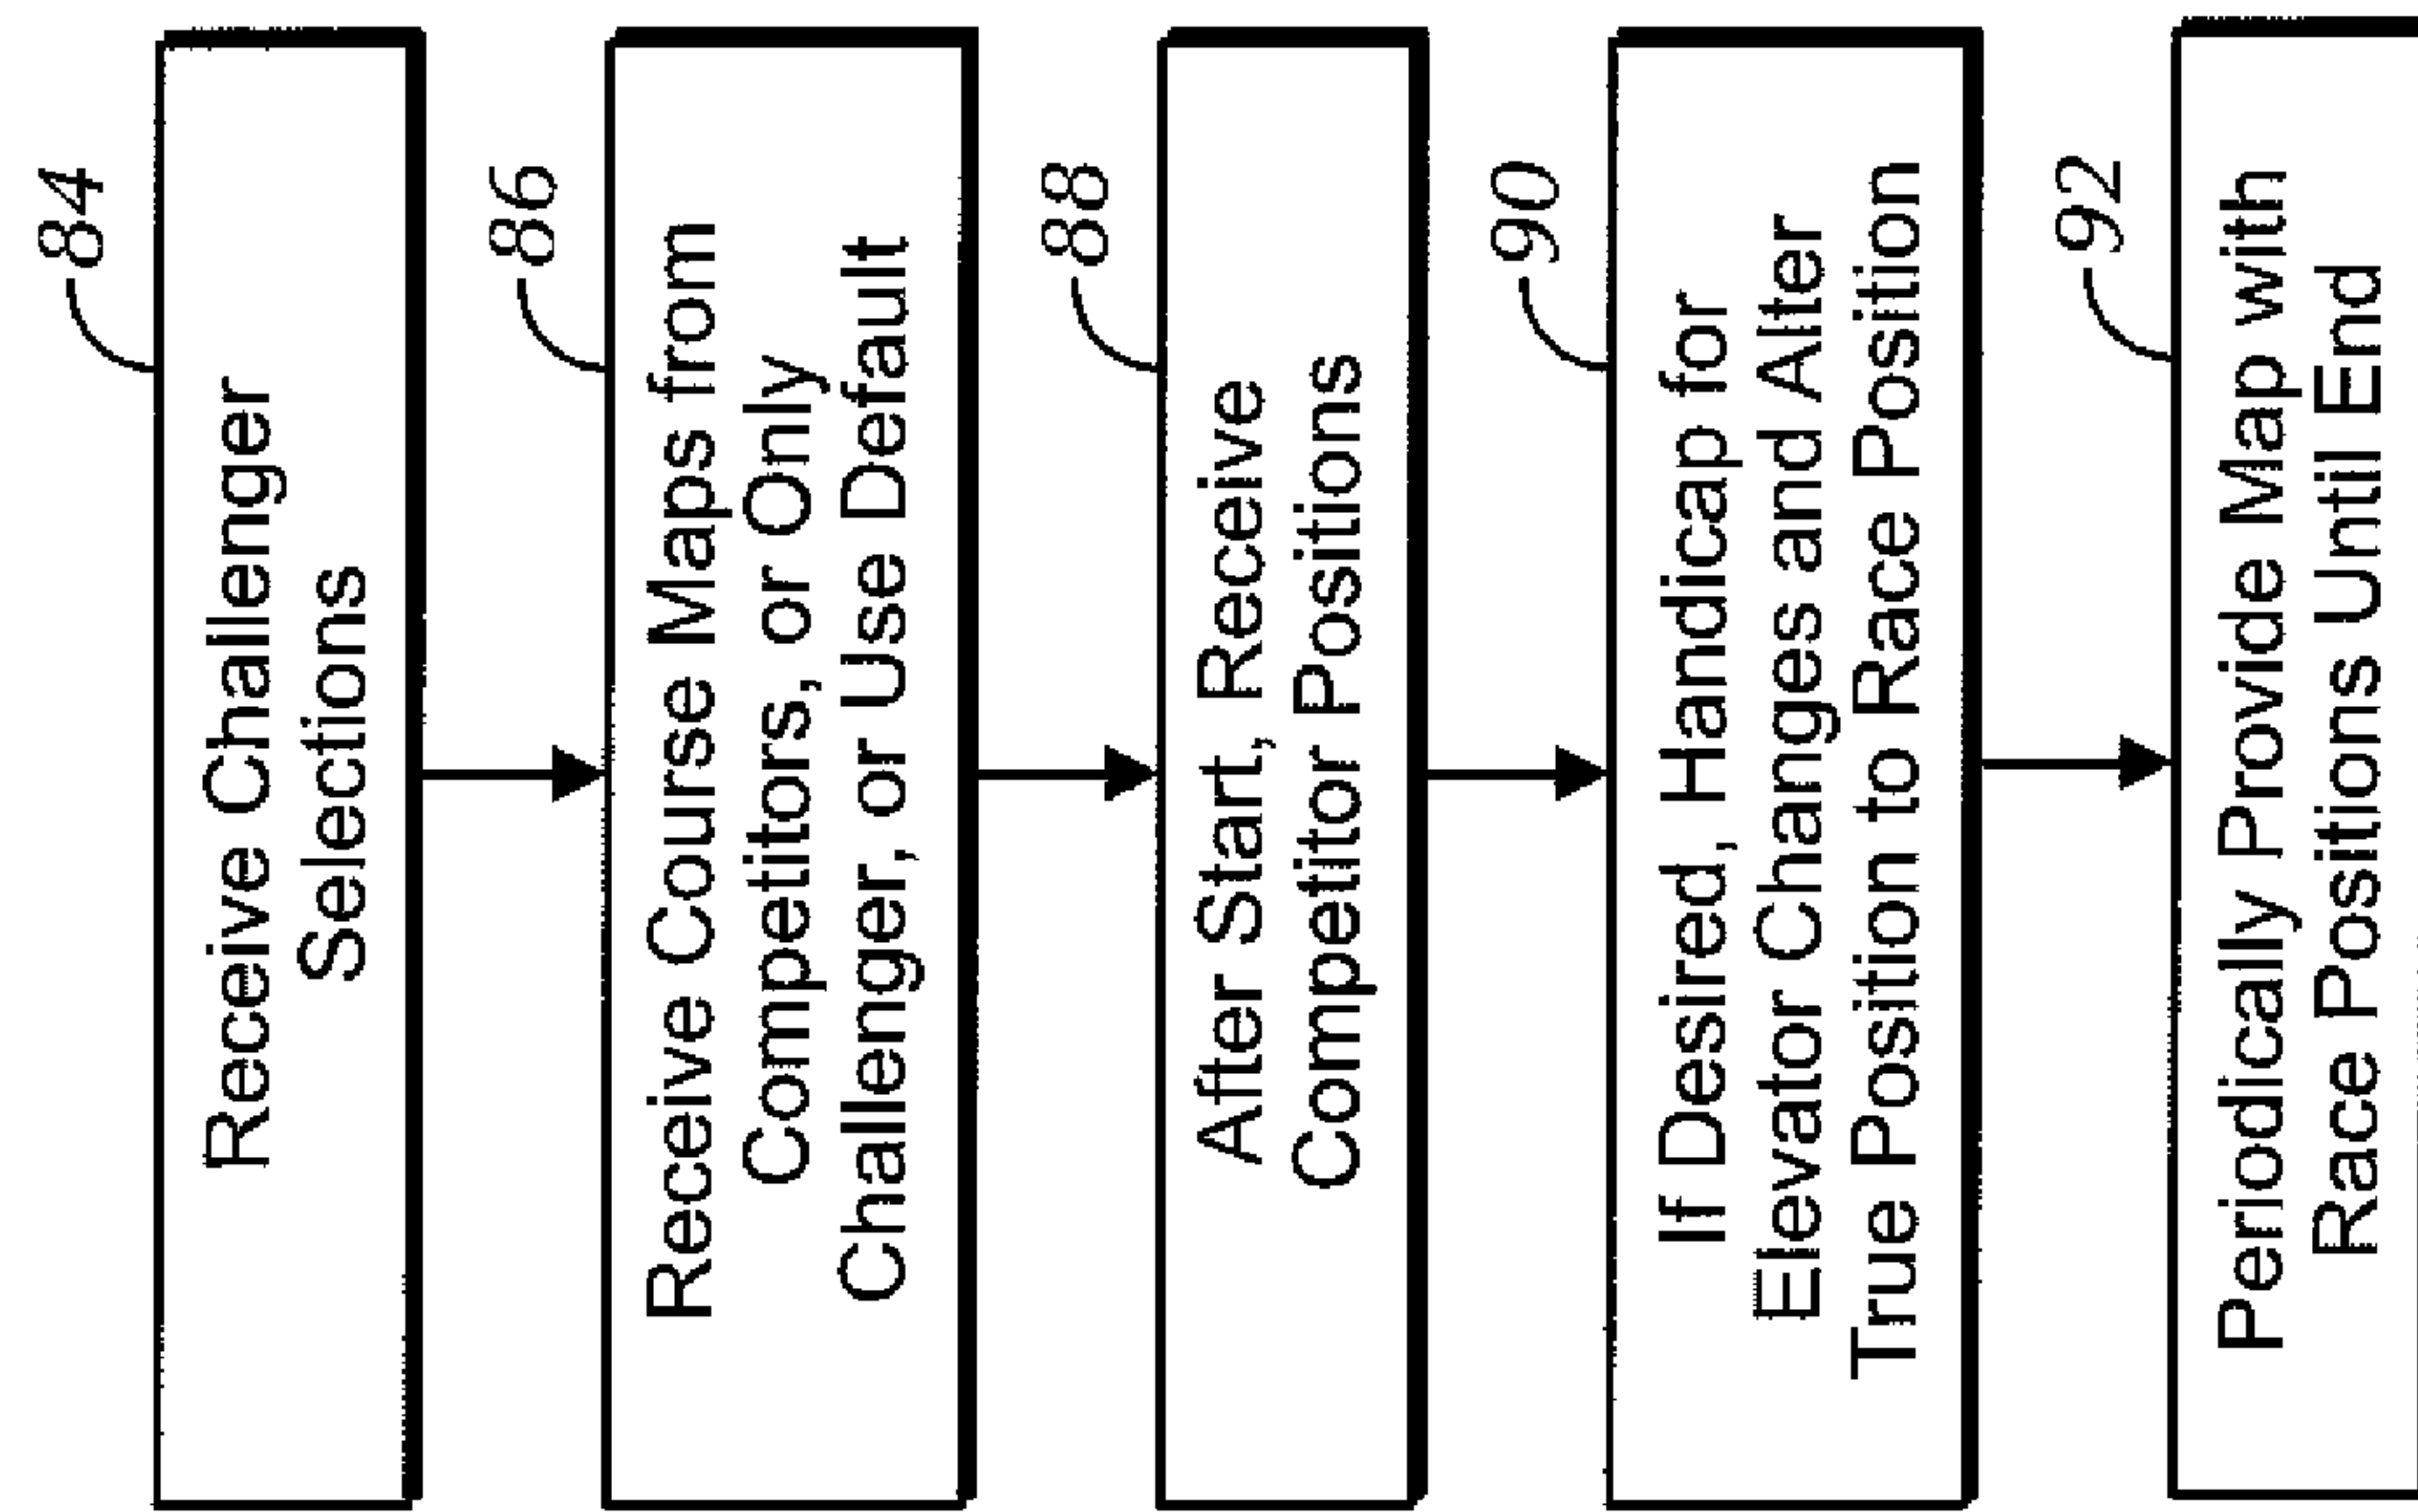 84
Receive Challenger
Selections
86
Receive Course Maps from
Competitors, or Only
Challenger, or Use Default
88
After Start, Receive
Competitor Positions
90
If Desired, Handicap for
Elevator Changes and Alter
True Position to Race Position
92
Periodically Provide Map with
Race Positions Until End